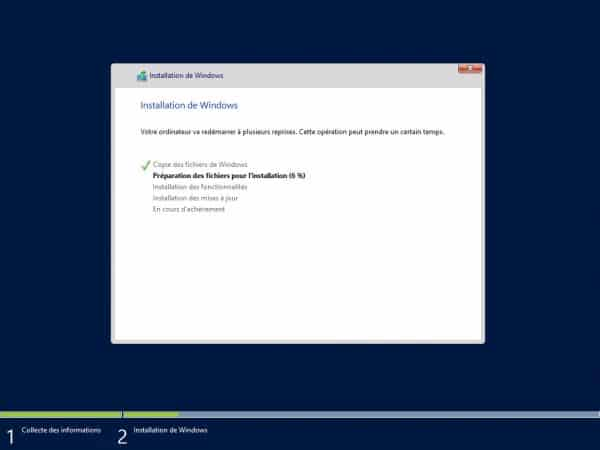 Installation de Windows
Installation de Windows
Votre ordinateur va redémarrer à plusieurs reprises. Cette opération peut prendre un certain temps.
Copie des fichiers de Windows
Préparation des fichiers pour l'installation (6 %)
Installation des fonctionnalités
Installation des mises à jour
En cours d'achèvement
1 Collecte des informations 2 Installation de Windows